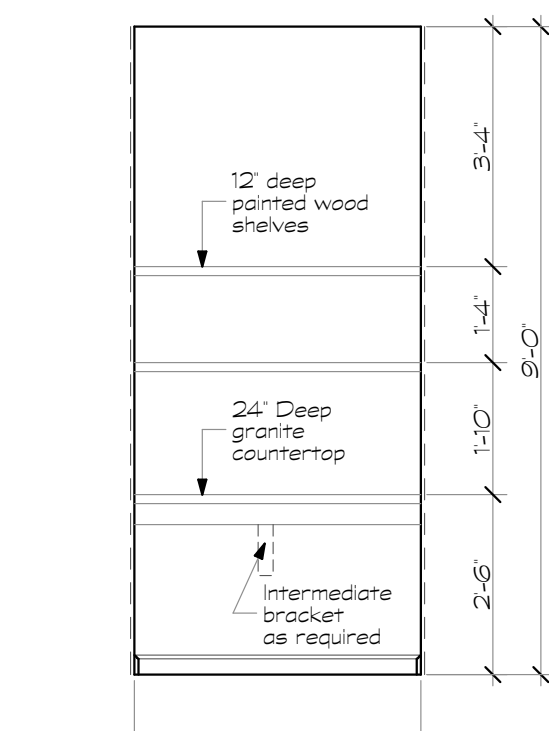 3'-4"
12" deep
painted wood
shelves
1'-4"
9'-0"
24" Deep
granite
countertop
1'-10"
Intermediate
bracket
as required
2'-6"